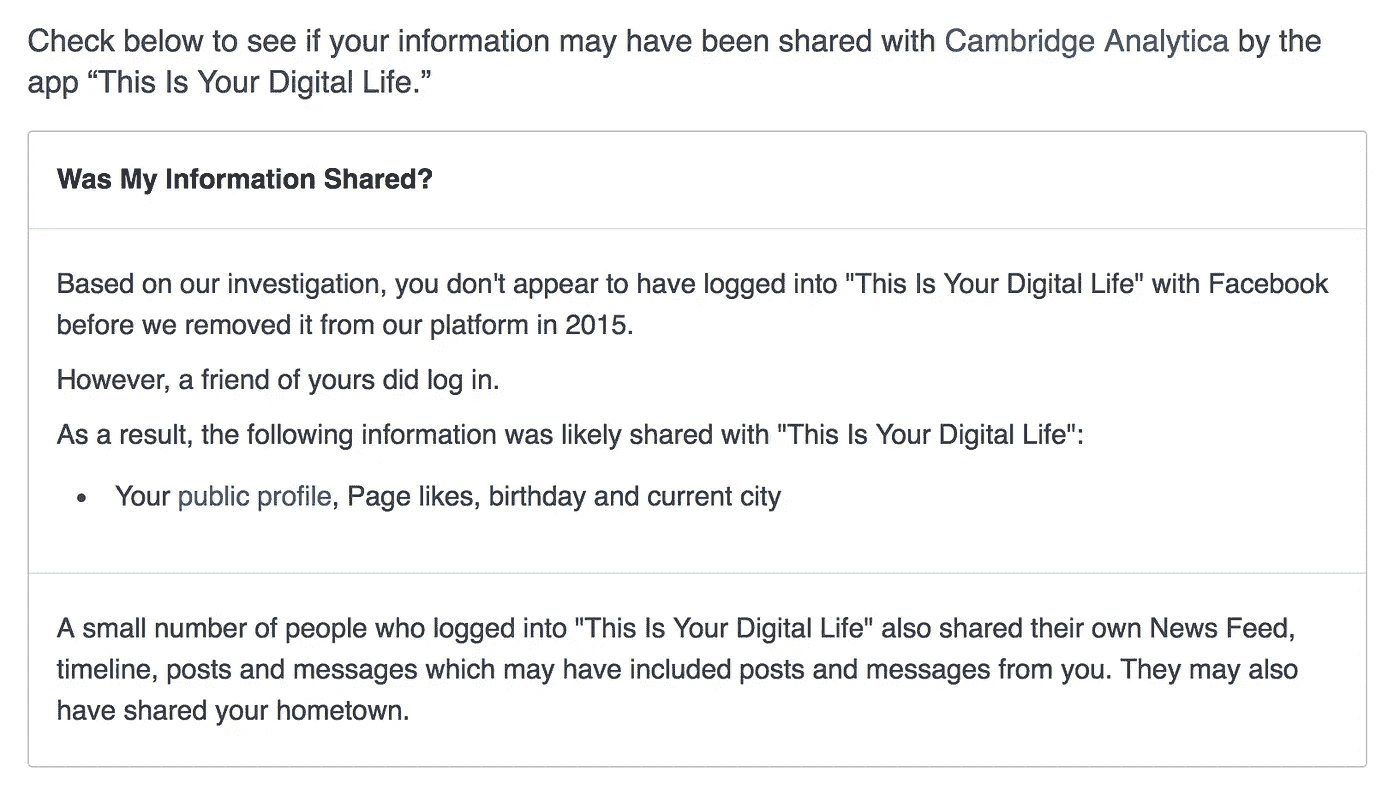 Check below to see if your information may have been shared with Cambridge Analytica by the
app “This Is Your Digital Life.”
Was My Information Shared?
Based on our investigation, you don't appear to have logged into "This Is Your Digital Life" with Facebook
before we removed it from our platform in 2015.
However, a friend of yours did log in.
As a result, the following information was likely shared with "This Is Your Digital Life":
• Your public profile, Page likes, birthday and current city
A small number of people who logged into "This Is Your Digital Life" also shared their own News Feed,
timeline, posts and messages which may have included posts and messages from you. They may also
have shared your hometown.